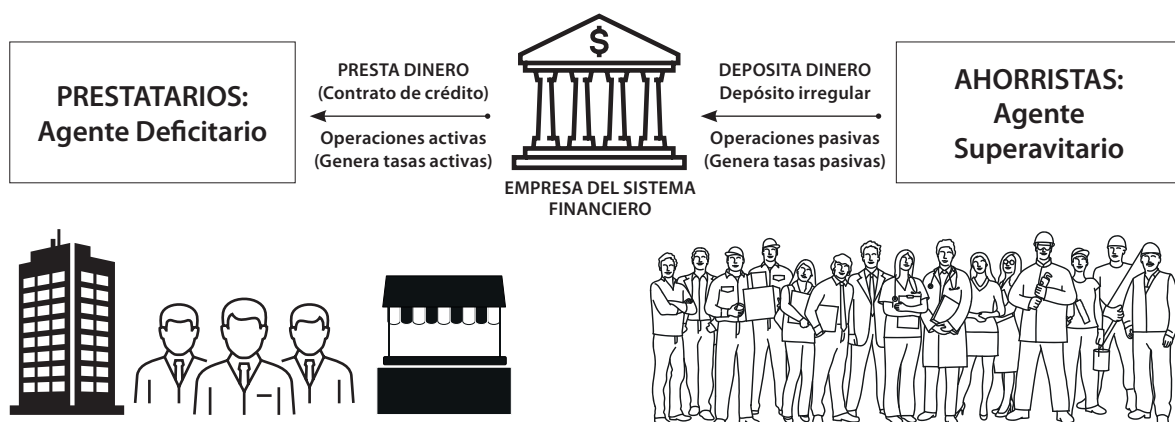 PRESTATARIOS:
Agente Deficitario
PRESTA DINERO
(Contrato de crédito)
Operaciones activas
(Genera tasas activas)
$
EMPRESA DEL SISTEMA
FINANCIERO
DEPOSITA DINERO
Depósito irregular
Operaciones pasivas
(Genera tasas pasivas)
AHORRISTAS:
Agente
Superavitario